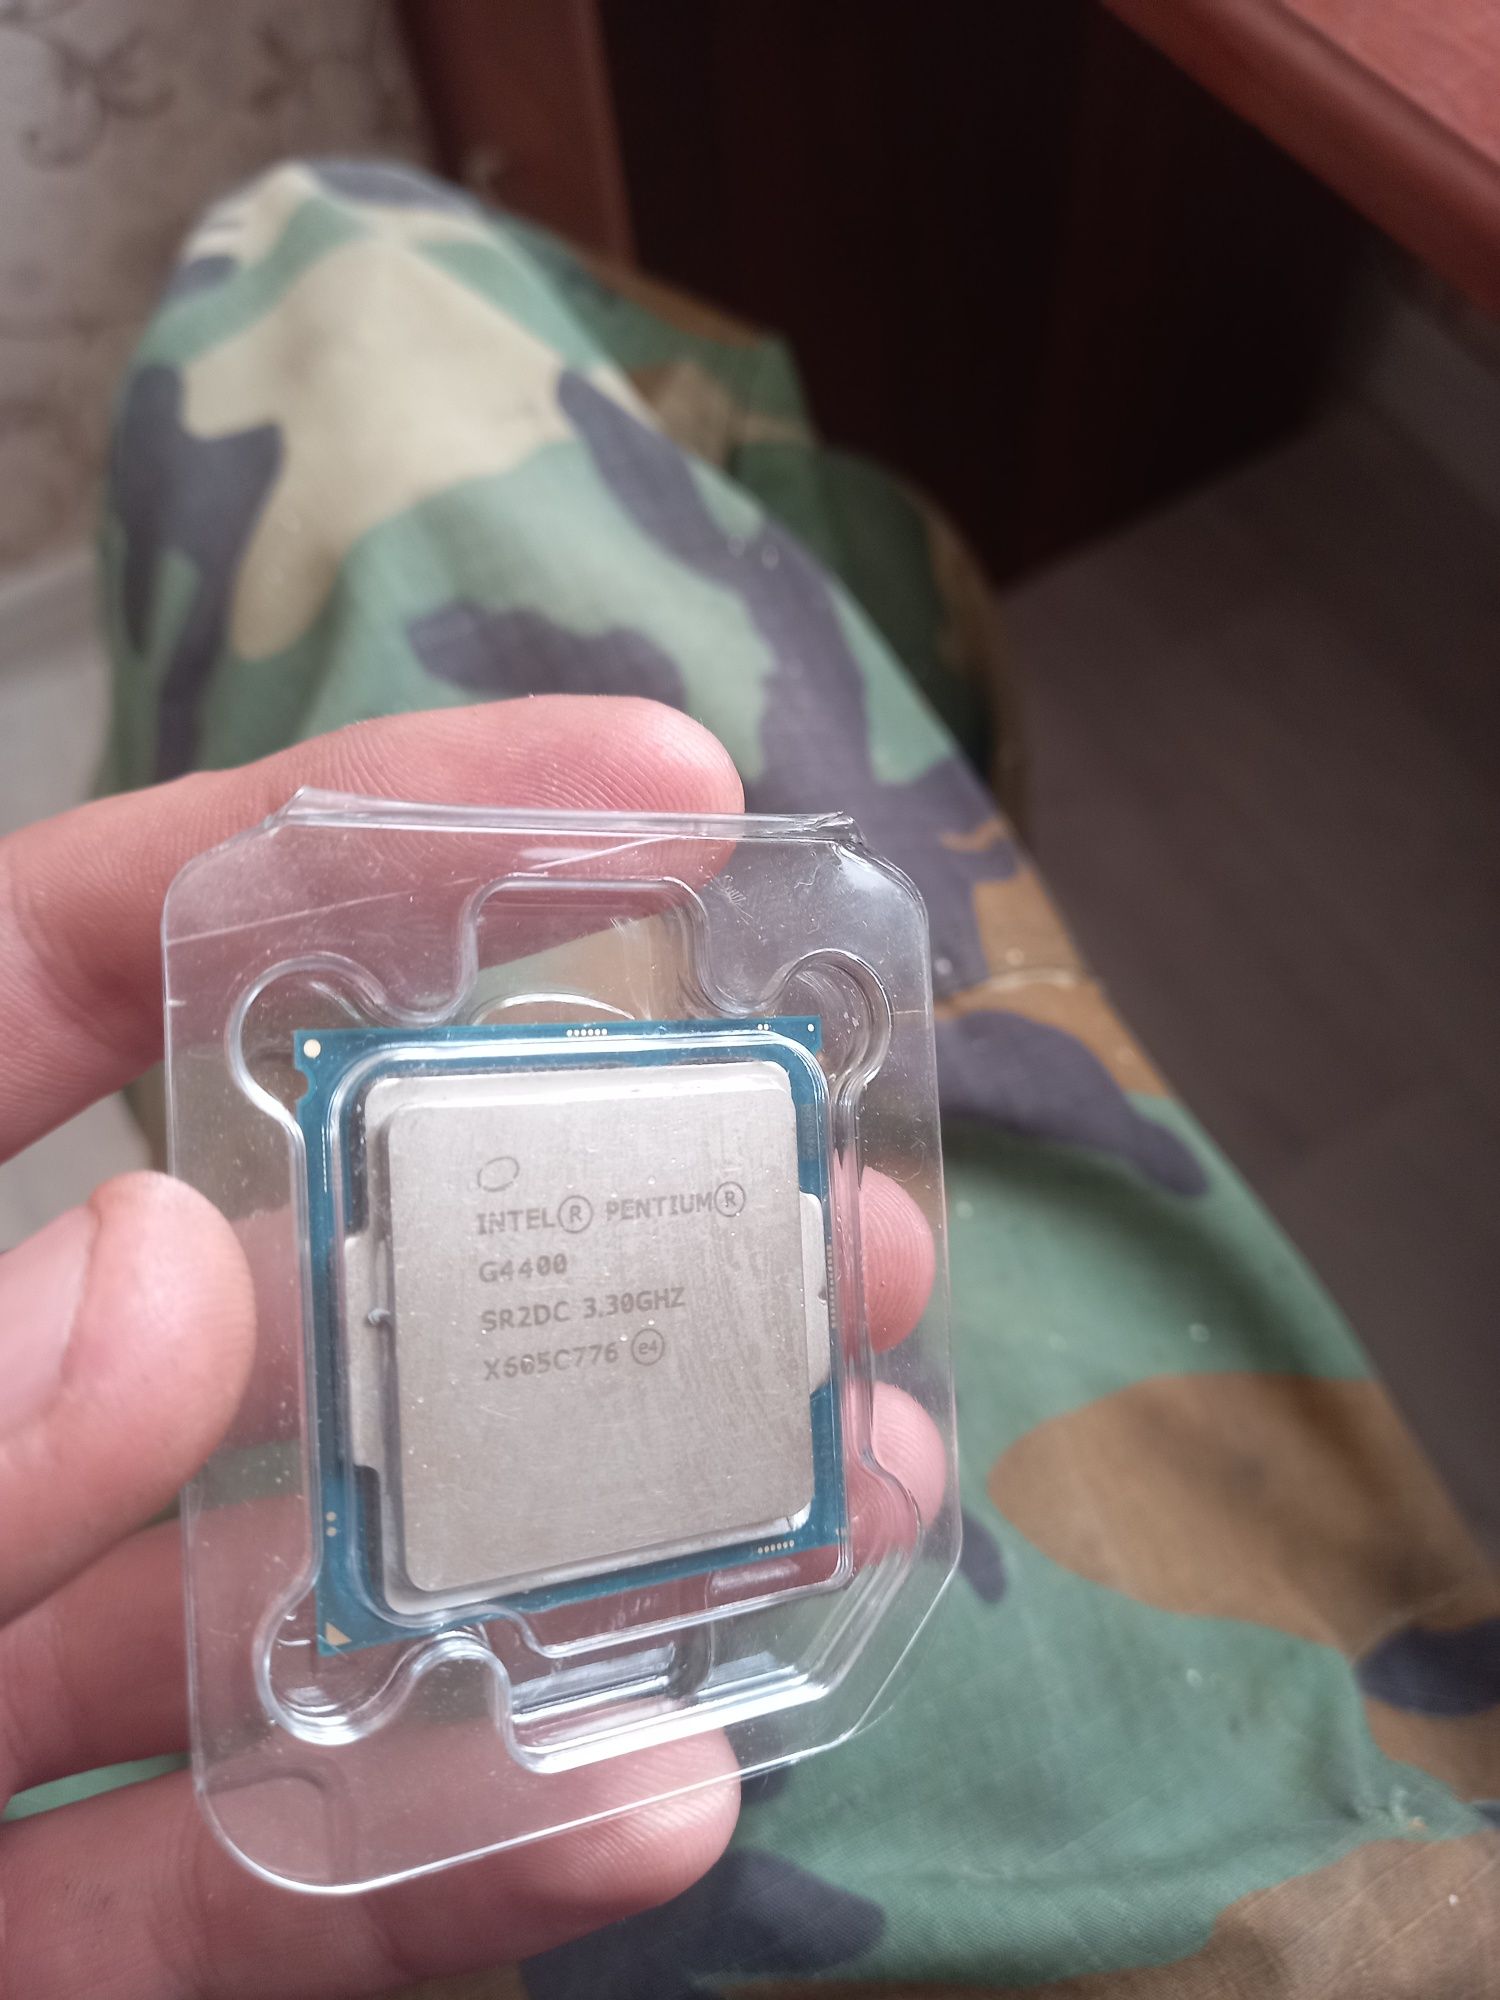 INTEL® PENTIUM®
G4400
SR2DC 3.30GHZ
X605C776 e4